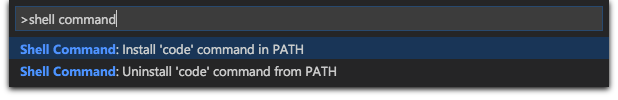 >shell command
Shell Command: Install 'code' command in PATH
Shell Command: Uninstall 'code' command from PATH